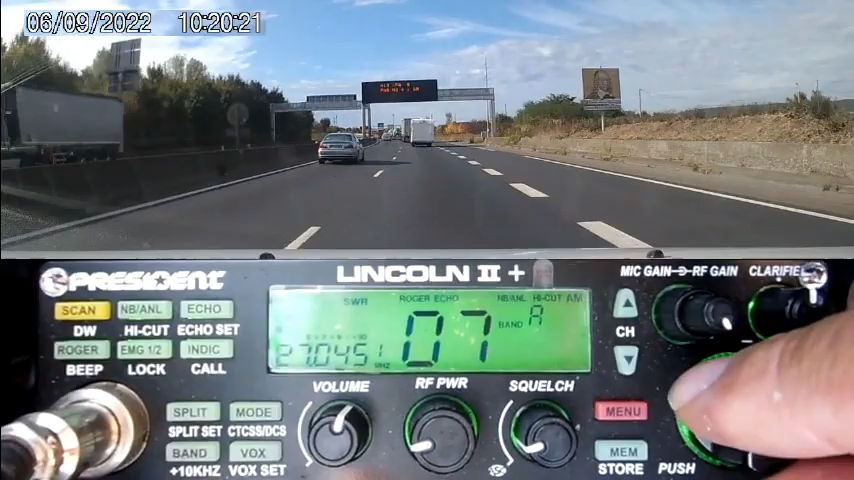 06/09/2022 10:20:21
PRESIDENT
LINCOLN II +
MIC GAIN RF GAIN CLARIFIE
SCAN NB/ANL ECHO
DW HI-CUT ECHO SET
ROGER EMG 1/2 INDIC
BEEP LOCK CALL
SWR ROGER ECHO NB/ANL HI-CUT AM
07 BAND A
27.0451
CH
VOLUME RF PWR SQUELCH
SPLIT MODE
SPLIT SET CTCSS/DCS
BAND VOX
+10KHZ VOX SET
MENU
MEM
STORE
PUSH